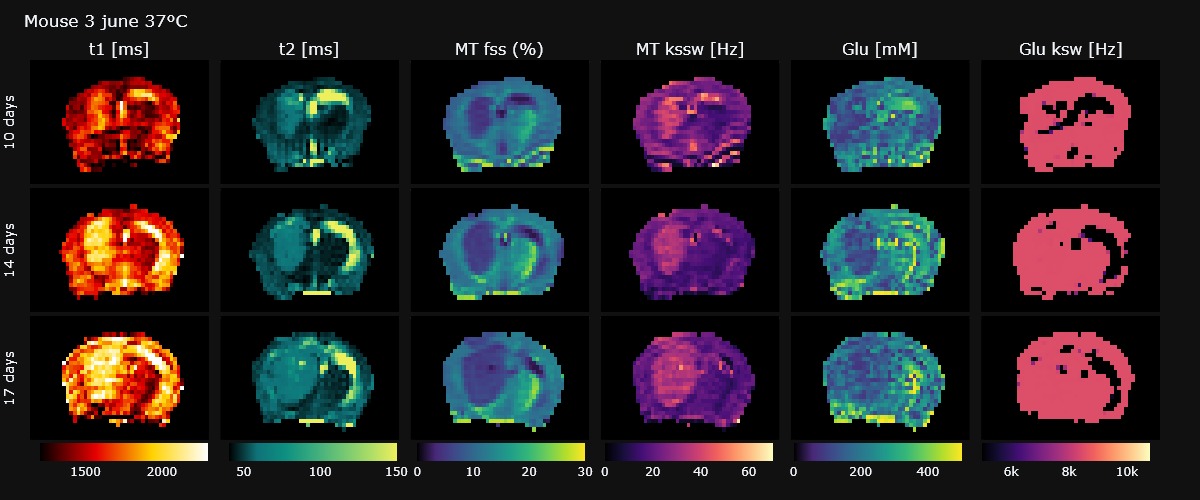 Mouse 3 june 37ºC
t1 [ms] t2 [ms] MT fss (%) MT kssw [Hz] Glu [mM] Glu ksw [Hz]
10 days
14 days
17 days
1500 2000 50 100 150 0 10 20 30 0 20 40 60 0 200 400 6k 8k 10k